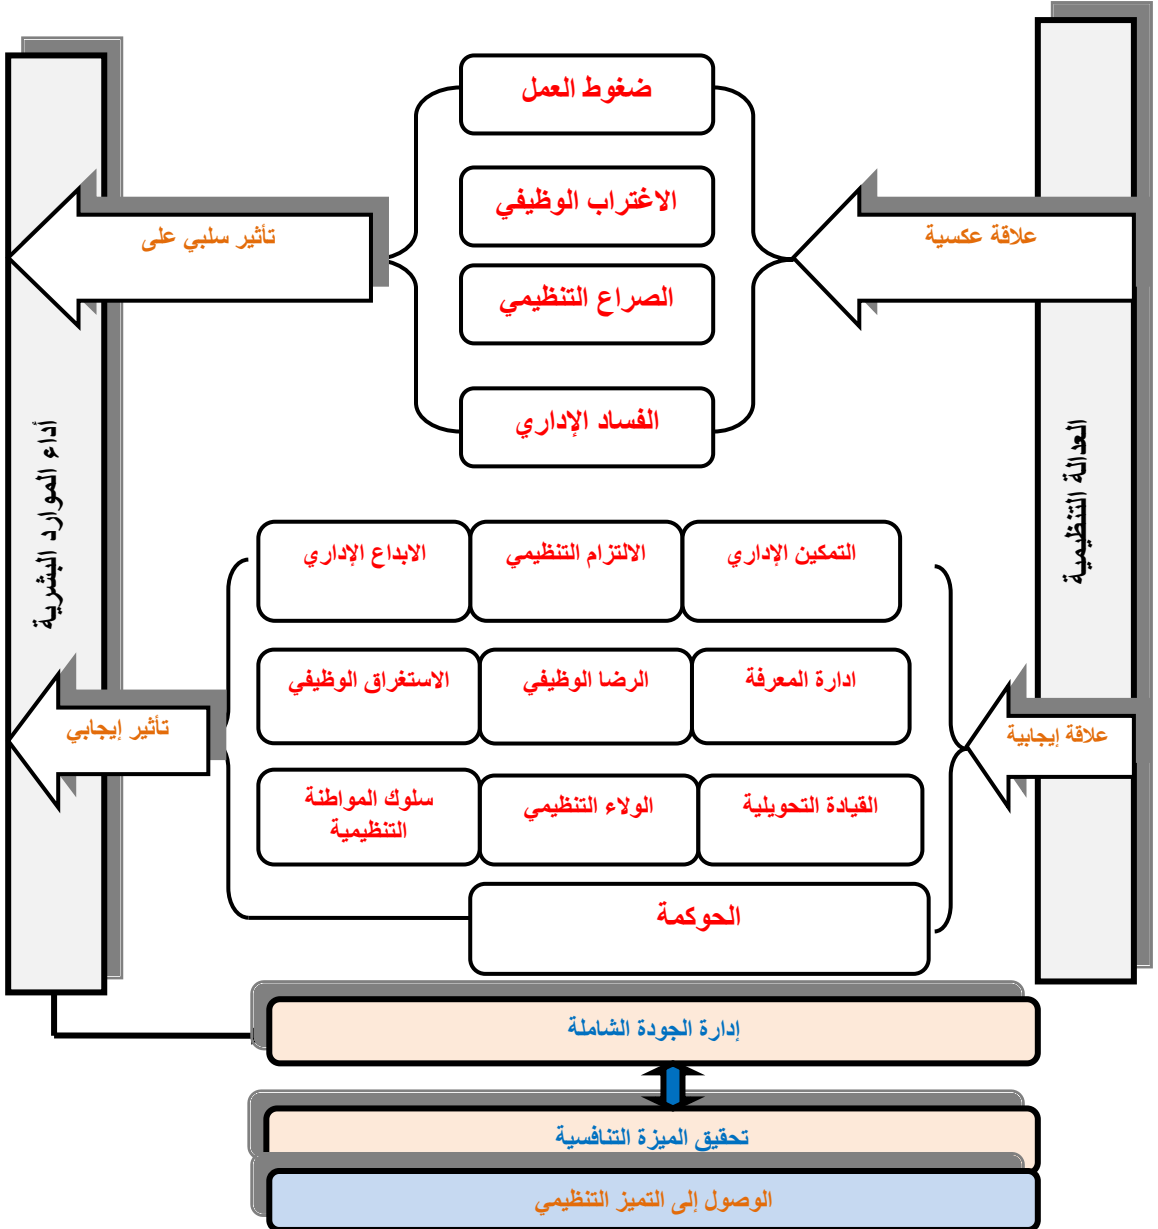 ضغوط العمل
الاغتراب الوظيفي
علاقة عكسية
تأثير سلبي على
الصراع التنظيمي
الفساد الإداري
العدالة التنظيمية
أداء الموارد البشرية
التمكين الإداري
الالتزام التنظيمي
الابداع الإداري
ادارة المعرفة
الرضا الوظيفي
الاستغراق الوظيفي
علاقة إيجابية
تأثير إيجابي
القيادة التحويلية
الولاء التنظيمي
سلوك المواطنة
التنظيمية
الحوكمة
إدارة الجودة الشاملة
تحقيق الميزة التنافسية
الوصول إلى التميز التنظيمي